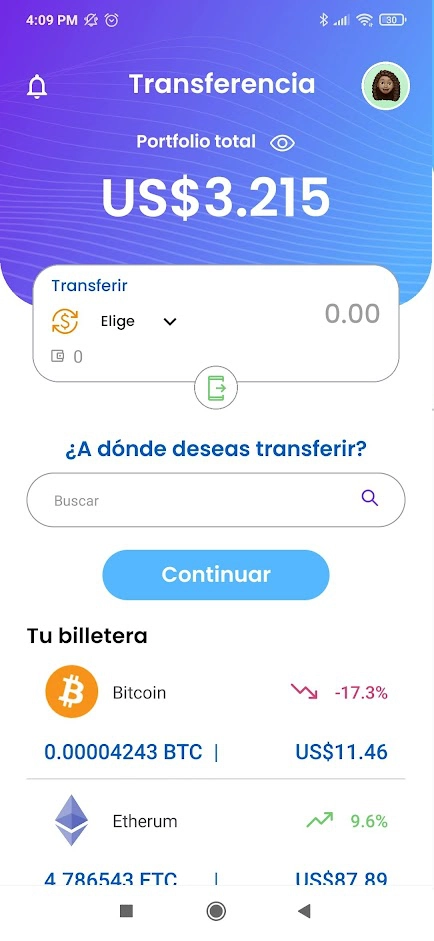 4:09 PM
30
Transferencia
Portfolio total
US$3.215
Transferir
Elige
0.00
0
¿A dónde deseas transferir?
Buscar
Continuar
Tu billetera
Bitcoin
-17.3%
0.00004243 BTC | US$11.46
Etherum
9.6%
4.786543 ETC | US$87.89